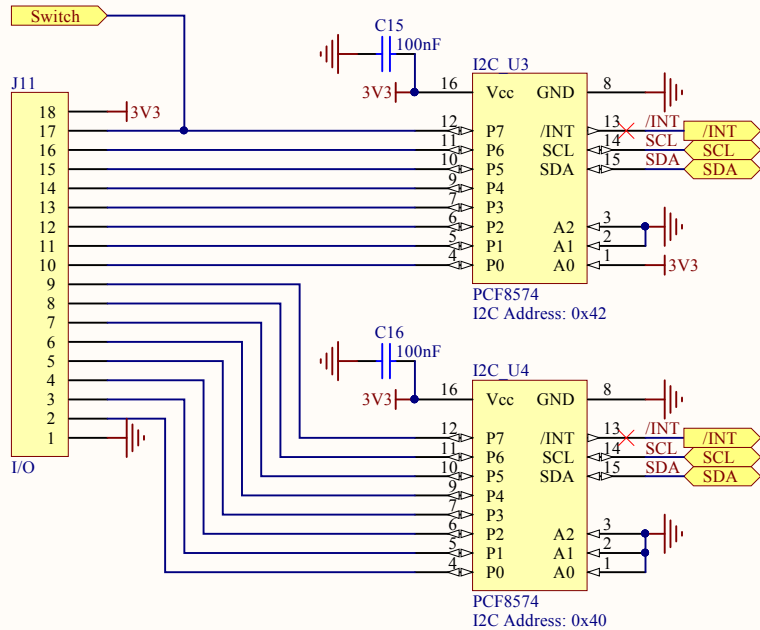 Switch
C15
100nF
J11
I2C_U3
3V3
16
Vcc
GND
8
18
3V3
17
12
P7
/INT
13
/INT
/INT
16
11
P6
SCL
14
SCL
SCL
15
10
P5
SDA
15
SDA
SDA
14
9
P4
13
7
P3
12
6
P2
A2
3
11
5
P1
A1
2
10
4
P0
A0
1
3V3
9
8
PCF8574
I2C Address: 0x42
7
C16
6
100nF
I2C_U4
5
4
3V3
16
Vcc
GND
8
3
2
1
12
P7
/INT
13
/INT
/INT
11
P6
SCL
14
SCL
SCL
I/O
10
P5
SDA
15
SDA
SDA
9
P4
7
P3
6
P2
A2
3
5
P1
A1
2
4
P0
A0
1
PCF8574
I2C Address: 0x40